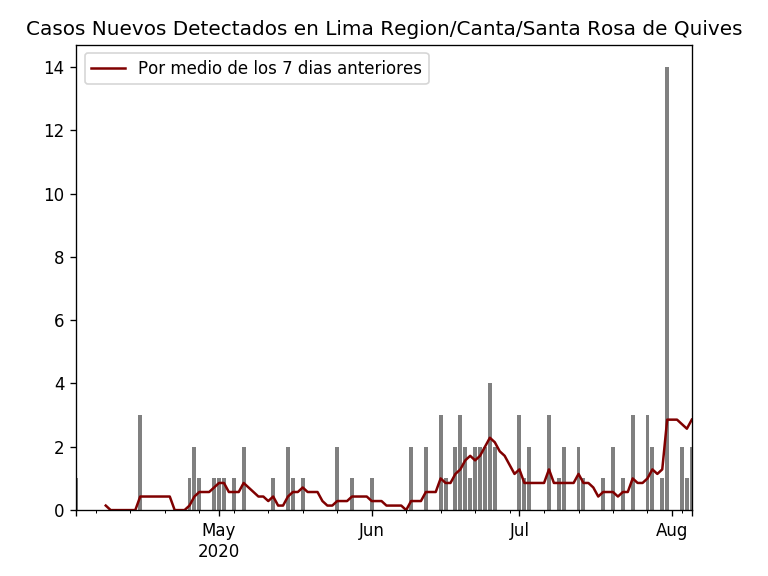 Casos Nuevos Detectados en Lima Region/Canta/Santa Rosa de Quives
Por medio de los 7 dias anteriores
14
12
10
8
6
4
2
0
May
2020
Jun
Jul
Aug